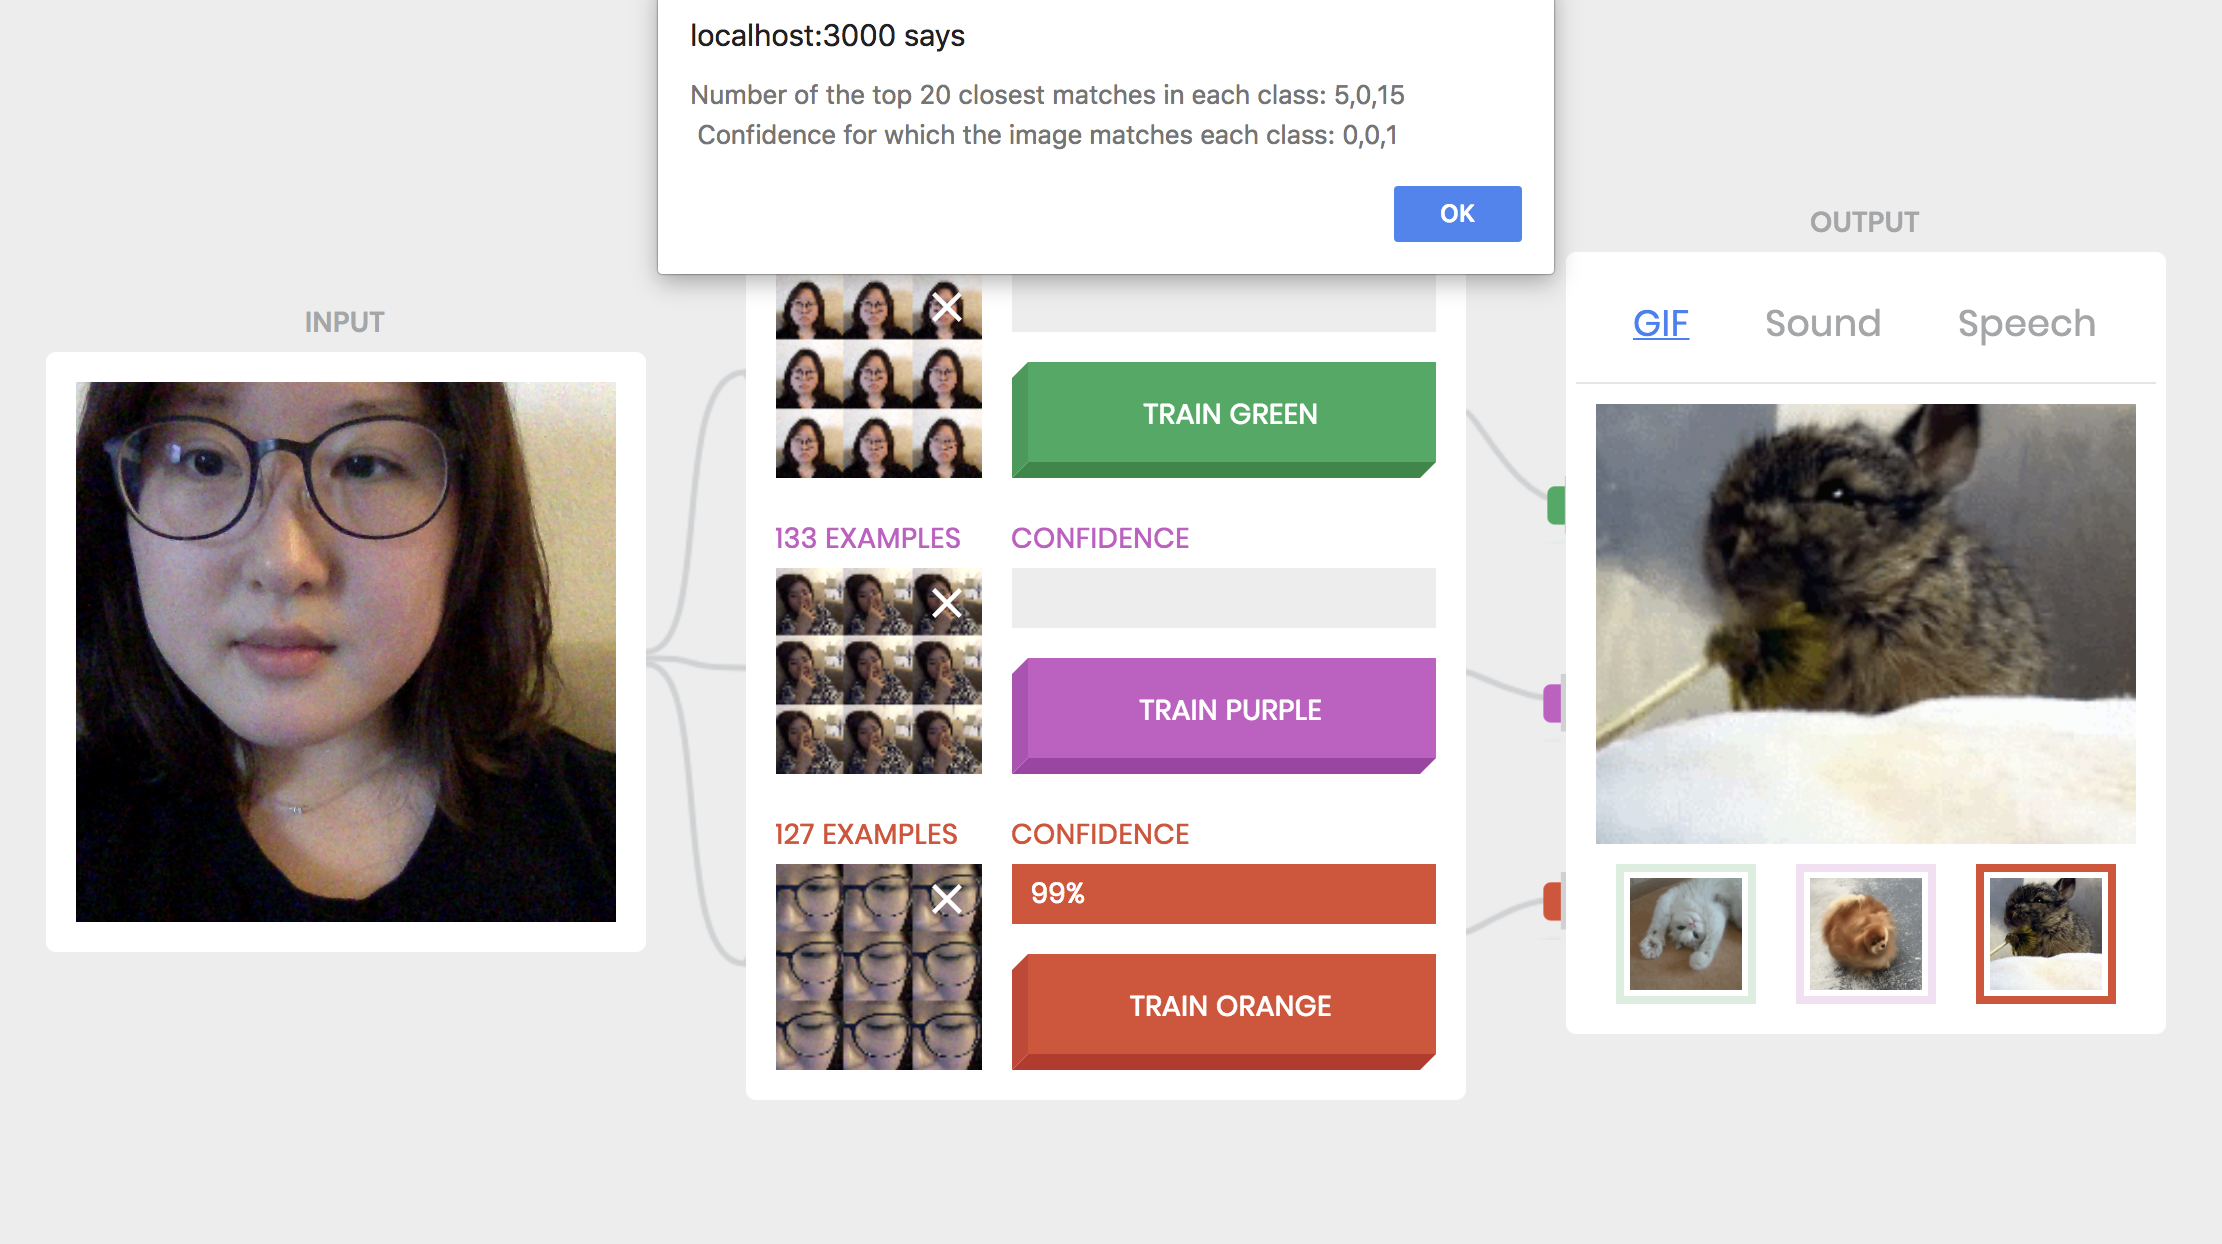 localhost:3000 says
Number of the top 20 closest matches in each class: 5,0,15
Confidence for which the image matches each class: 0,0,1
OK
INPUT
TRAIN GREEN
133 EXAMPLES CONFIDENCE
TRAIN PURPLE
127 EXAMPLES CONFIDENCE
99%
TRAIN ORANGE
OUTPUT
GIF Sound Speech